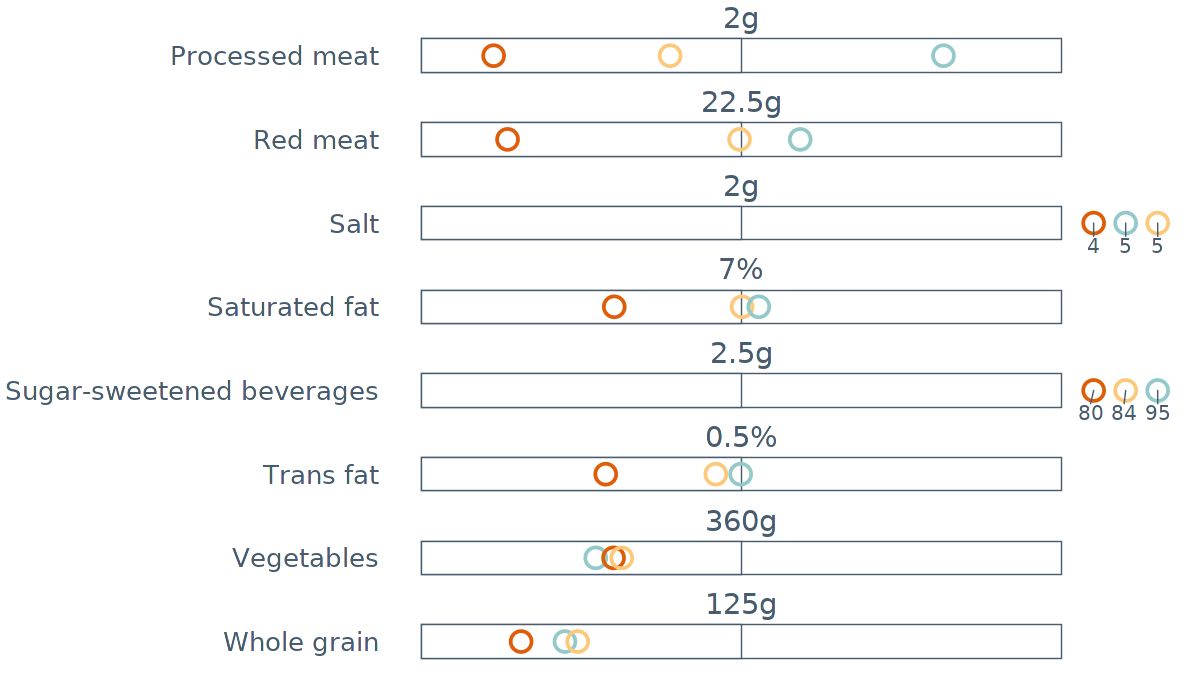 2g
Processed meat
22.5g
Red meat
2g
Salt
4 5 5
7%
Saturated fat
2.5g
Sugar-sweetened beverages
80 84 95
0.5%
Trans fat
360g
Vegetables
125g
Whole grain